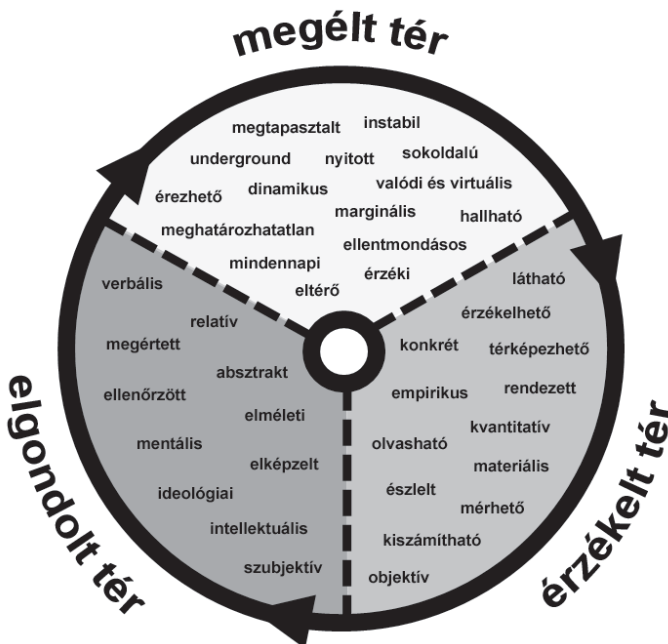 megélt tér
megtapasztalt
instabil
underground
nyitott
sokoldalú
érezhető
dinamikus
valódi és virtuális
marginális
hallható
meghatározhatatlan
ellentmondásos
mindennapi
érzéki
eltérő
érzékelt tér
látható
érzékelhető
konkrét
térképezhető
empirikus
rendezett
kvantitatív
olvasható
materiális
észlelt
mérhető
kiszámítható
objektív
elgondolt tér
verbális
relatív
megértett
absztrakt
ellenőrzött
elméleti
mentális
elképzelt
ideológiai
intellektuális
szubjektív